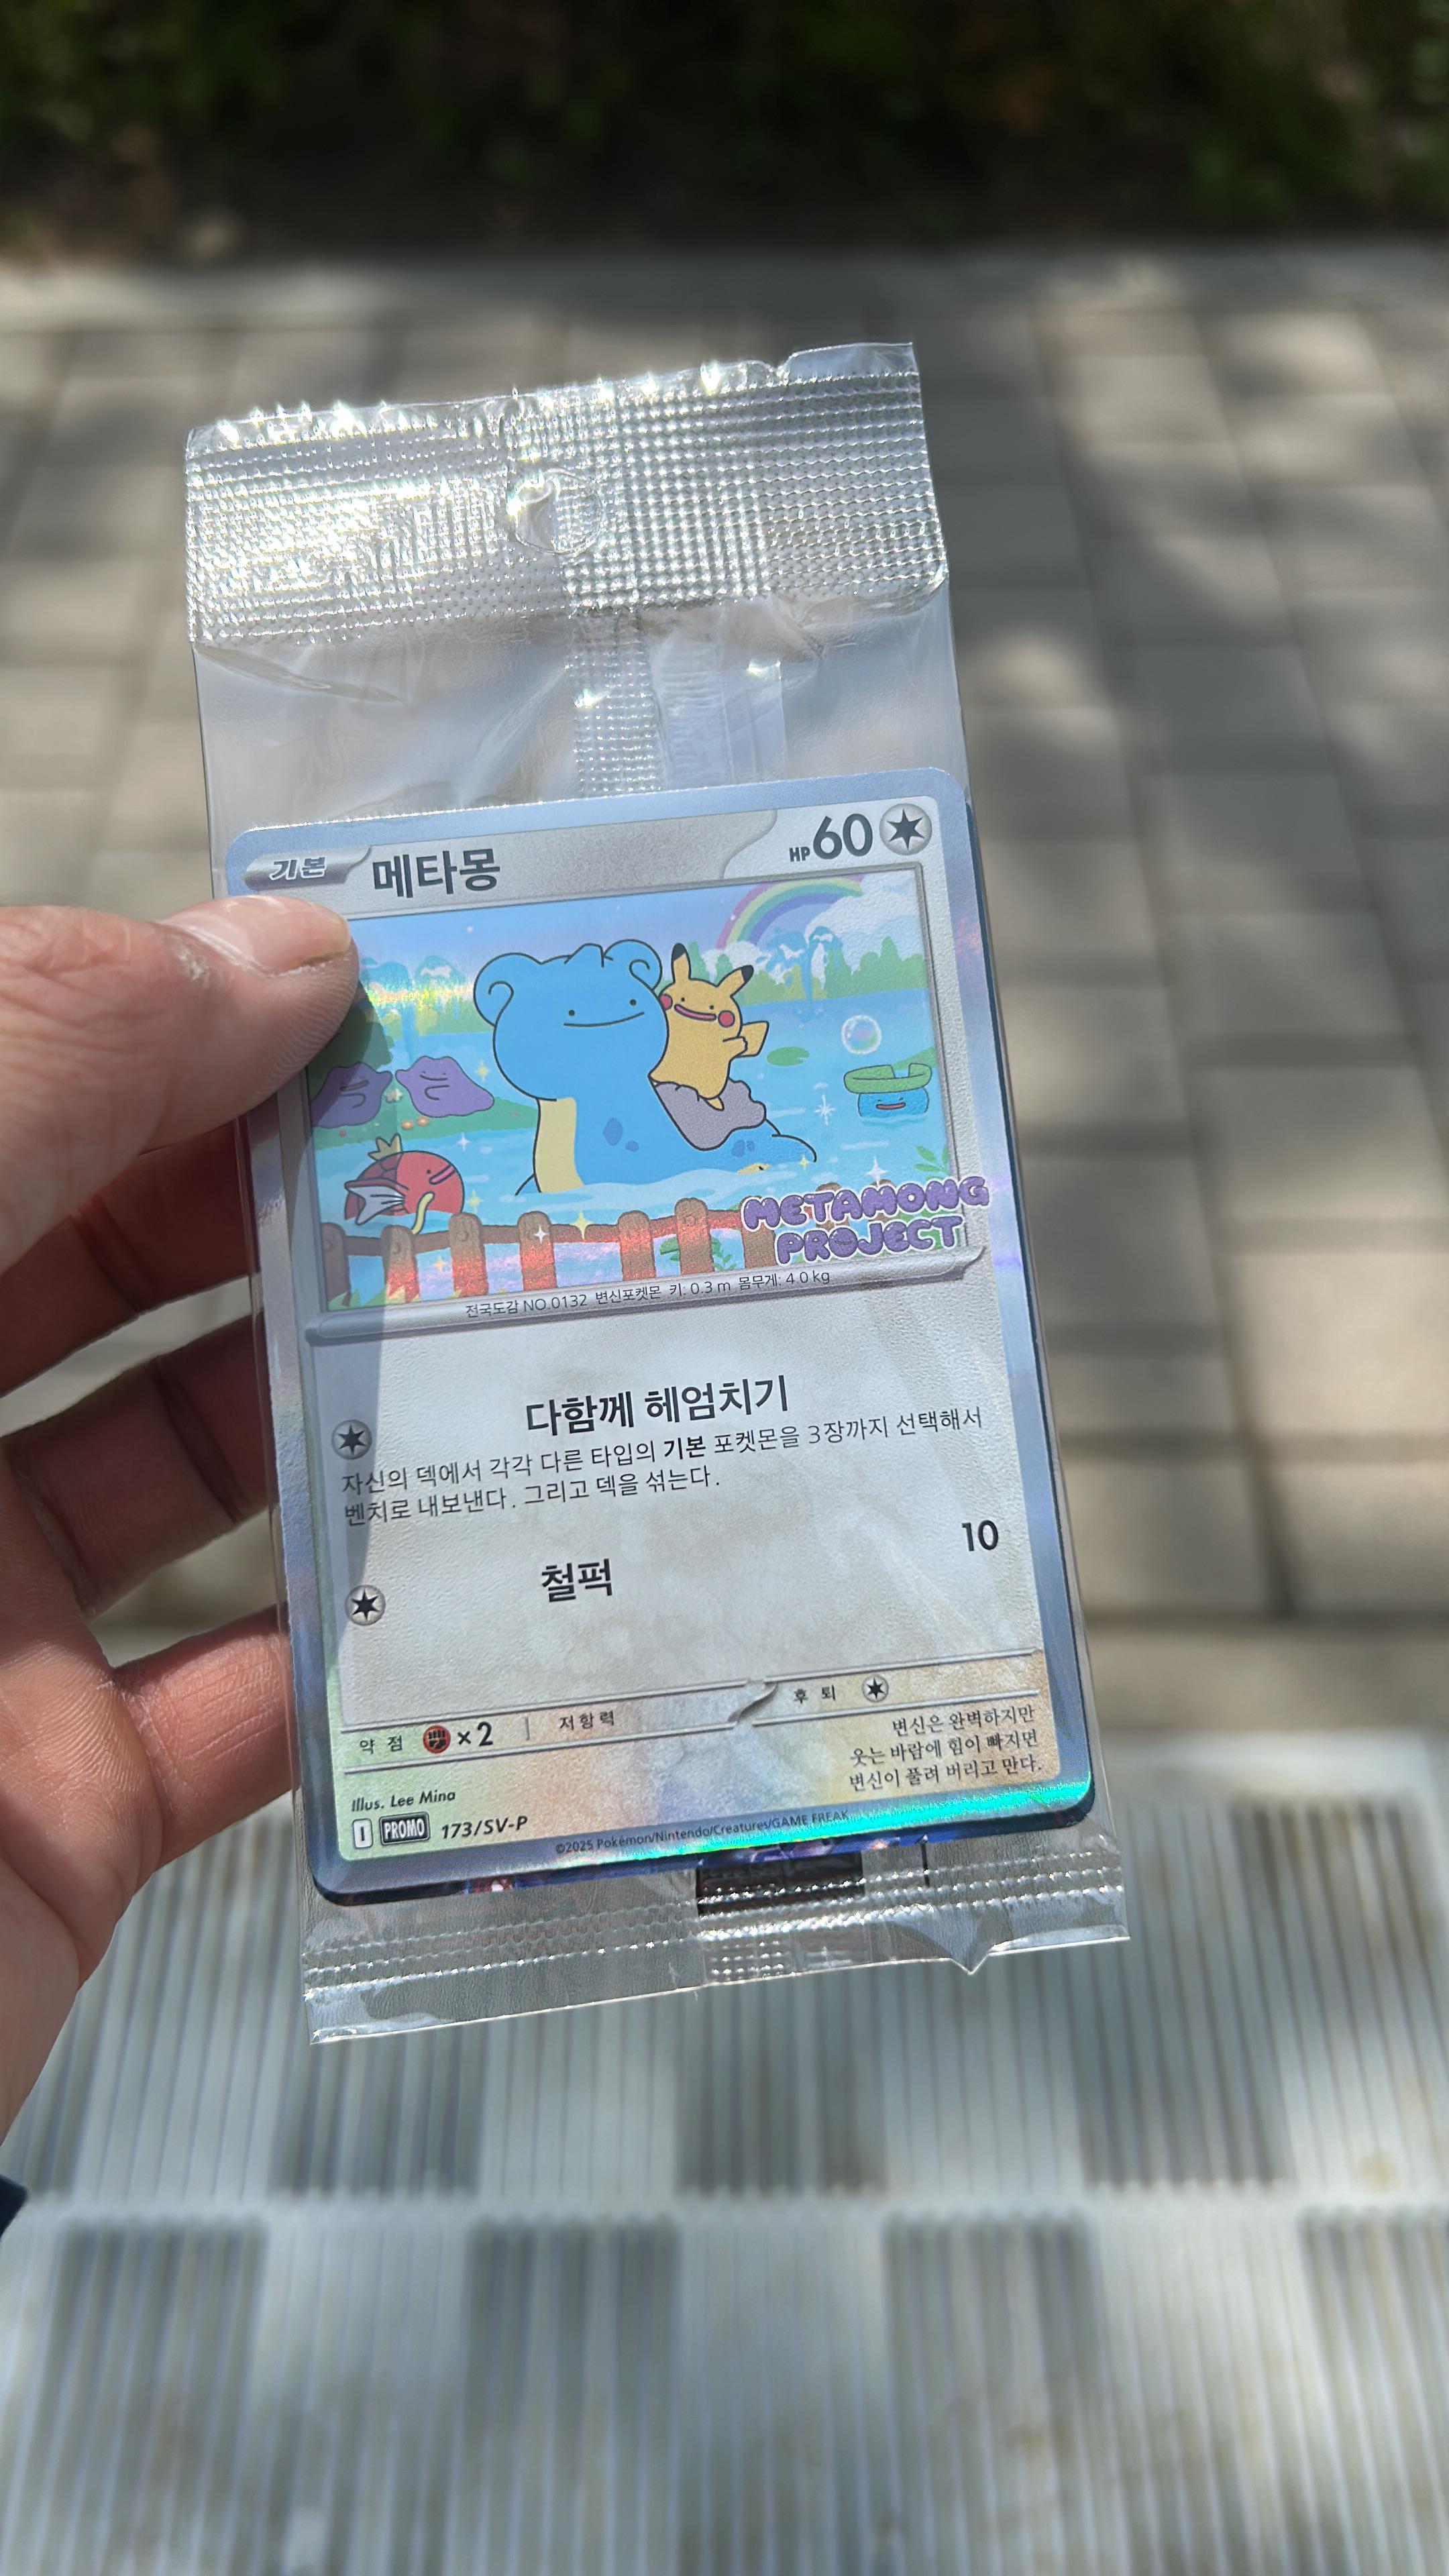 기본 메타몽 HP 60
METAMONG
PROJECT
전국도감 NO.0132 변신포켓몬 키: 0.3 m 몸무게: 4.0 kg
다함께 헤엄치기
자신의 덱에서 각각 다른 타입의 기본 포켓몬을 3장까지 선택해서
벤치로 내보낸다. 그리고 덱을 섞는다.
철퍽 10
약점 ×2 저항력 후퇴
변신은 완벽하지만
웃는 바람에 힘이 빠지면
변신이 풀려 버리고 만다.
Illus. Lee Mina
I PROMO 173/SV-P ©2025 Pokémon/Nintendo/Creatures/GAME FREAK